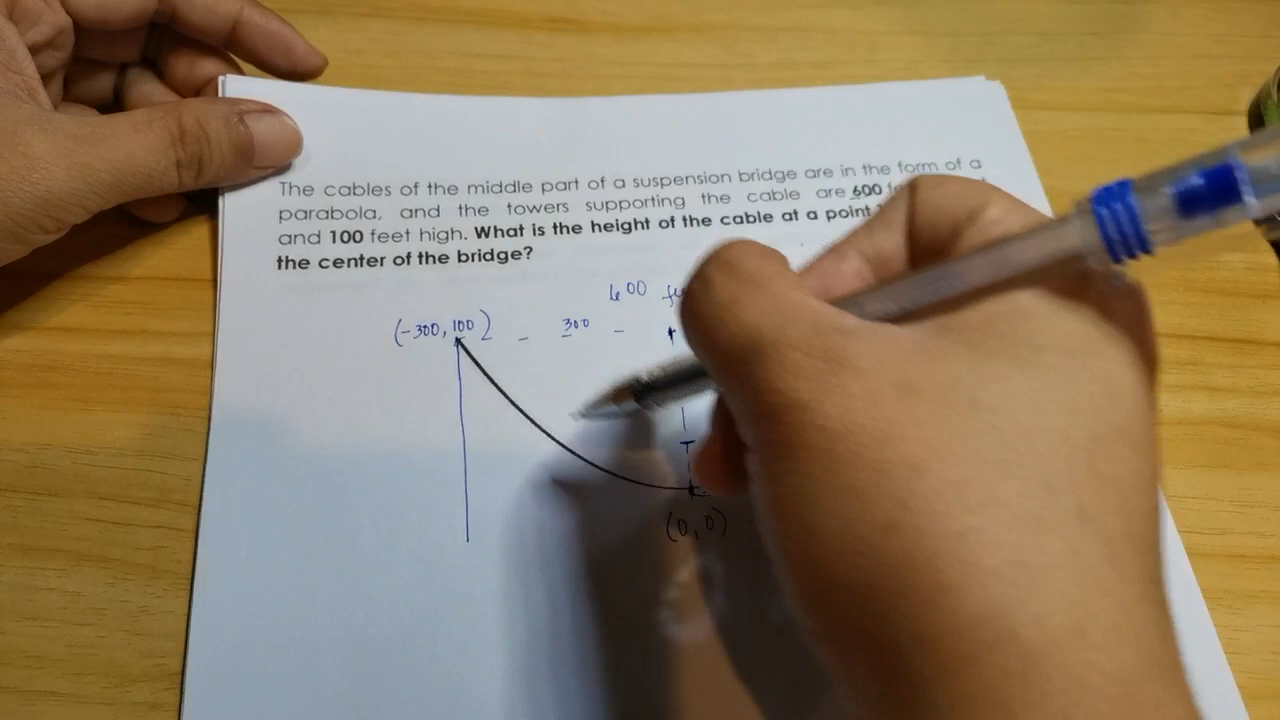 The cables of the middle part of a suspension bridge are in the form of a
parabola, and the towers supporting the cable are 600
and 100 feet high. What is the height of the cable at a point
the center of the bridge?
600
(-300, 100) - 300 -
(0,0)